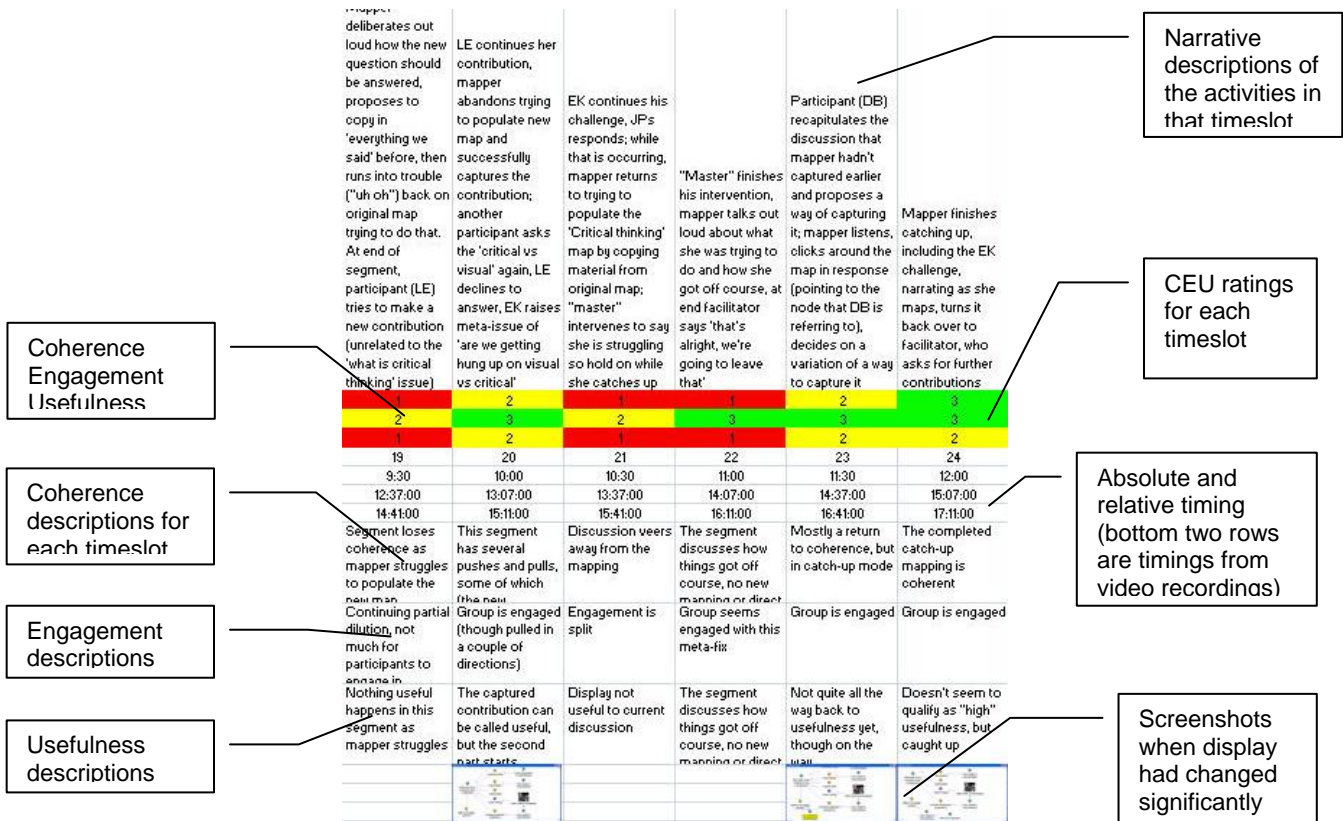 Mapper
deliberates out
loud how the new
question should
be answered,
proposes to
copy in
'everything we
said' before, then
runs into trouble
("uh oh") back on
original map
trying to do that.
At end of
segment,
participant (LE)
tries to make a
new contribution
(unrelated to the
'what is critical
thinking' issue)
LE continues her
contribution,
mapper
abandons trying
to populate new
map and
successfully
captures the
contribution;
another
participant asks
the 'critical vs
visual' again, LE
declines to
answer, EK raises
meta-issue of
'are we getting
hung up on visual
vs critical'
EK continues his
challenge, JPs
responds; while
that is occurring,
mapper returns
to trying to
populate the
'Critical thinking'
map by copying
material from
original map;
"master"
intervenes to say
she is struggling
so hold on while
she catches up
"Master" finishes
his intervention,
mapper talks out
loud about what
she was trying to
do and how she
got off course, at
end facilitator
says 'that's
alright, we're
going to leave
that'
Participant (DB)
recapitulates the
discussion that
mapper hadn't
captured earlier
and proposes a
way of capturing
it; mapper listens,
clicks around the
map in response
(pointing to the
node that DB is
referring to),
decides on a
variation of a way
to capture it
Mapper finishes
catching up,
including the EK
challenge,
narrating as she
maps, turns it
back over to
facilitator, who
asks for further
contributions
Narrative
descriptions of
the activities in
that timeslot
Coherence
Engagement
Usefulness
CEU ratings
for each
timeslot
1 2 1 1 2 3
2 3 2 3 3 3
1 2 1 1 2 2
19 20 21 22 23 24
9:30 10:00 10:30 11:00 11:30 12:00
12:37:00 13:07:00 13:37:00 14:07:00 14:37:00 15:07:00
14:41:00 15:11:00 15:41:00 16:11:00 16:41:00 17:11:00
Absolute and
relative timing
(bottom two rows
are timings from
video recordings)
Coherence
descriptions for
each timeslot
Segment loses
coherence as
mapper struggles
to populate the
new map
This segment
has several
pushes and pulls,
some of which
(the new
Discussion veers
away from the
mapping
The segment
discusses how
things got off
course, no new
mapping or direct
Mostly a return
to coherence, but
in catch-up mode
The completed
catch-up
mapping is
coherent
Engagement
descriptions
Continuing partial
dilution, not
much for
participants to
engage in
Group is engaged
(though pulled in
a couple of
directions)
Engagement is
split
Group seems
engaged with this
meta-fix
Group is engaged
Group is engaged
Usefulness
descriptions
Nothing useful
happens in this
segment as
mapper struggles
The captured
contribution can
be called useful,
but the second
part starts
Display not
useful to current
discussion
The segment
discusses how
things got off
course, no new
mapping or direct
Not quite all the
way back to
usefulness yet,
though on the
way
Doesn't seem to
qualify as "high"
usefulness, but
caught up
Screenshots
when display
had changed
significantly